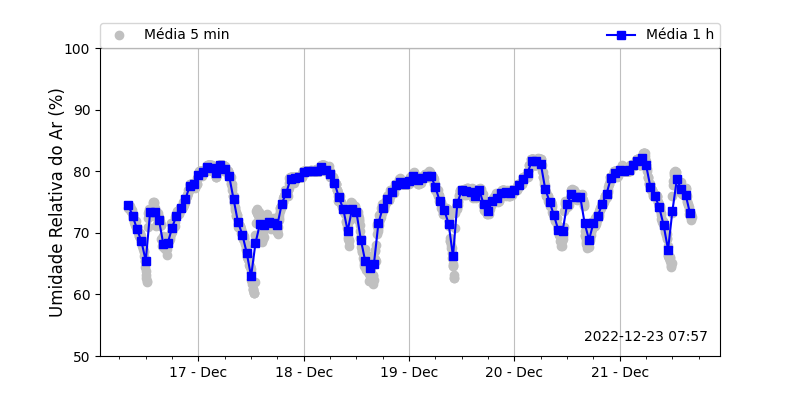 Média 5 min
Média 1 h
Umidade Relativa do Ar (%)
100
90
80
70
60
50
2022-12-23 07:57
17 - Dec
18 - Dec
19 - Dec
20 - Dec
21 - Dec